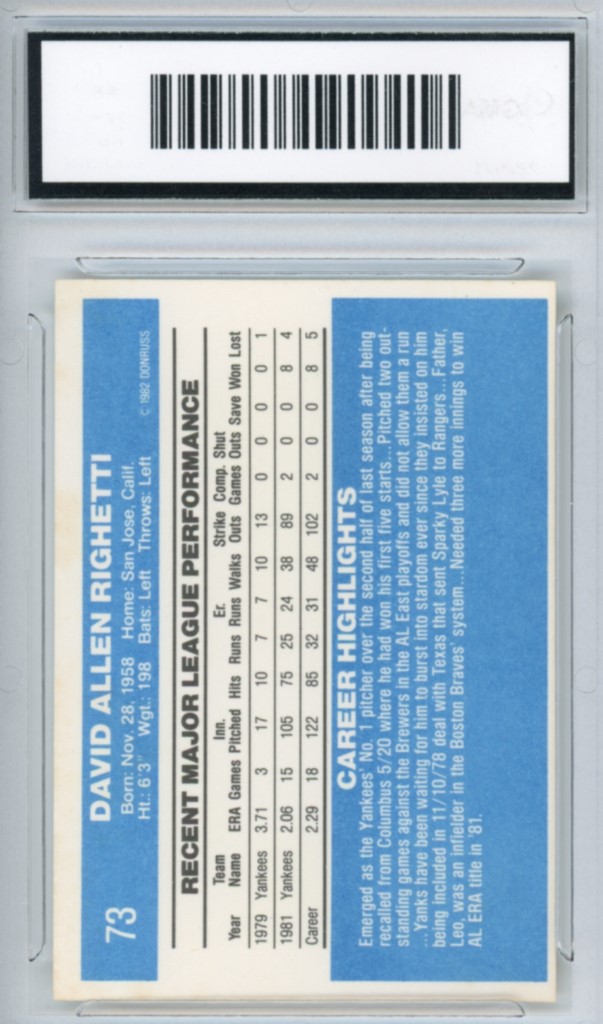 73
DAVID ALLEN RIGHETTI
Born: Nov. 28, 1958 Home: San Jose, Calif.
Ht.: 6'3" Wgt.: 198 Bats: Left Throws: Left
© 1982 DONRUSS
RECENT MAJOR LEAGUE PERFORMANCE
Team Inn. Er. Strike Comp. Shut
Year Name ERA Games Pitched Hits Runs Runs Walks Outs Games Outs Save Won Lost
1979 Yankees 3.71 3 17 10 7 7 10 13 0 0 0 0 1
1981 Yankees 2.06 15 105 75 25 24 38 89 2 0 0 8 4
Career 2.29 18 122 85 32 31 48 102 2 0 0 8 5
CAREER HIGHLIGHTS
Emerged as the Yankees' No. 1 pitcher over the second half of last season after being
recalled from Columbus 5/20 where he had won his first five starts... Pitched two out-
standing games against the Brewers in the AL East playoffs and did not allow them a run
... Yanks have been waiting for him to burst into stardom ever since they insisted on him
being included in 11/10/78 deal with Texas that sent Sparky Lyle to Rangers... Father,
Leo, was an infielder in the Boston Braves' system... Needed three more innings to win
AL ERA title in '81.